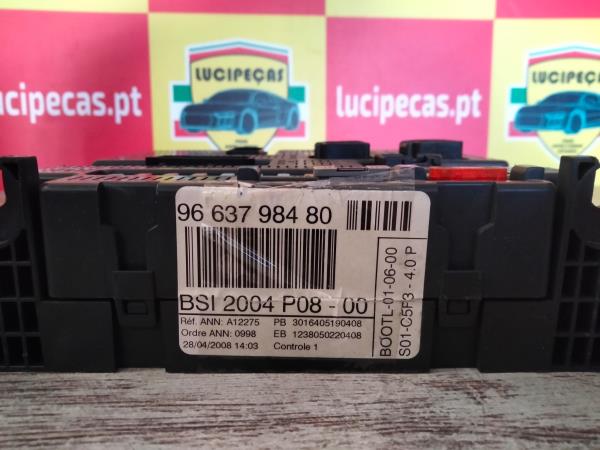 LUCIPEÇAS
LUCIPEÇAS
lucipecas.pt
lucipecas.pt
96 637 984 80
BSI 2004 P08 - 00
Réf. ANN: A12275 PB 3016405190408
Ordre ANN: 0998 EB 1238050220408
28/04/2008 14:03 Controle 1
BOOTL-01-06-00
S01-C5F3 - 4.0 P